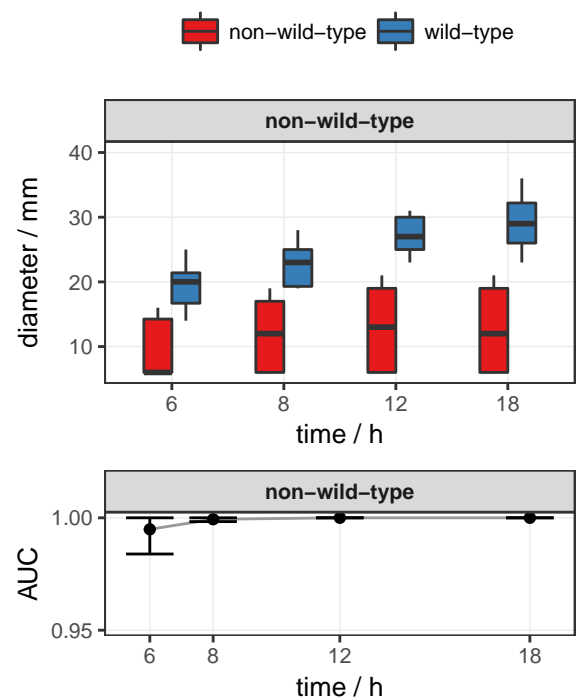 non−wild−type wild−type
non−wild−type
diameter / mm
40
30
20
10
6 8 12 18
time / h
non−wild−type
AUC
1.00
0.95
6 8 12 18
time / h